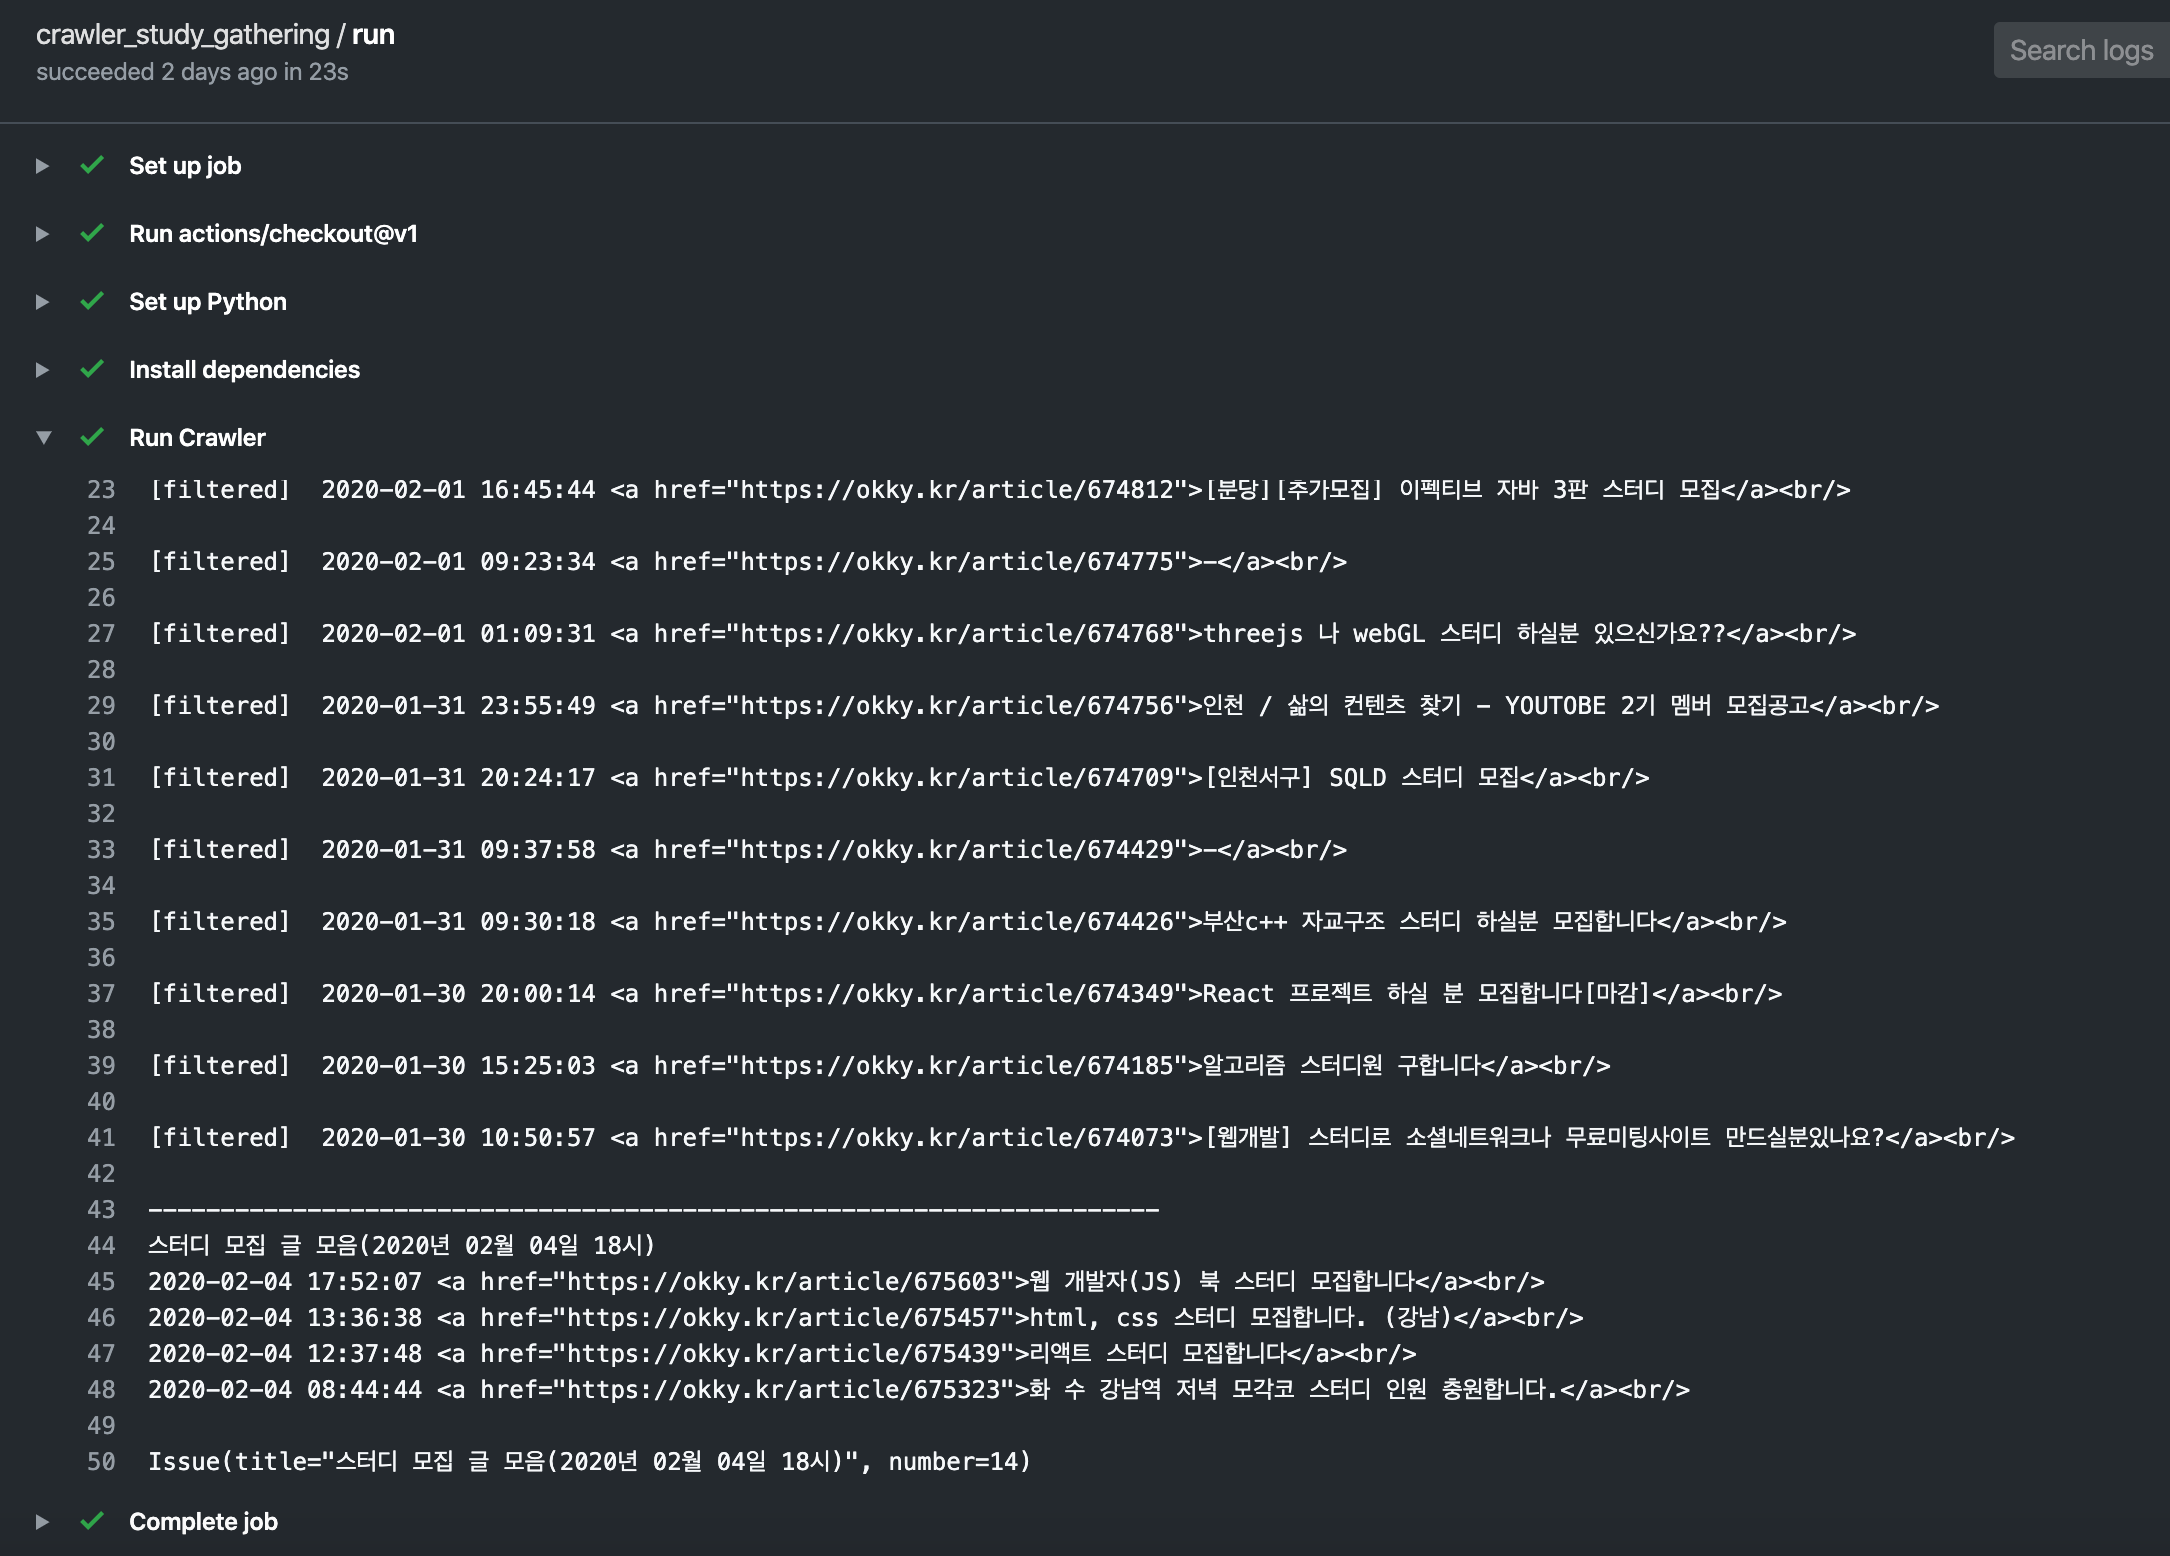 crawler_study_gathering / run
succeeded 2 days ago in 23s
Search logs
Set up job
Run actions/checkout@v1
Set up Python
Install dependencies
Run Crawler
23 [filtered]  2020-02-01 16:45:44 <a href="https://okky.kr/article/674812">[분당][추가모집] 이펙티브 자바 3판 스터디 모집</a><br/>
24
25 [filtered]  2020-02-01 09:23:34 <a href="https://okky.kr/article/674775">-</a><br/>
26
27 [filtered]  2020-02-01 01:09:31 <a href="https://okky.kr/article/674768">threejs 나 webGL 스터디 하실분 있으신가요??</a><br/>
28
29 [filtered]  2020-01-31 23:55:49 <a href="https://okky.kr/article/674756">인천 / 삶의 컨텐츠 찾기 - YOUTOBE 2기 멤버 모집공고</a><br/>
30
31 [filtered]  2020-01-31 20:24:17 <a href="https://okky.kr/article/674709">[인천서구] SQLD 스터디 모집</a><br/>
32
33 [filtered]  2020-01-31 09:37:58 <a href="https://okky.kr/article/674429">-</a><br/>
34
35 [filtered]  2020-01-31 09:30:18 <a href="https://okky.kr/article/674426">부산c++ 자교구조 스터디 하실분 모집합니다</a><br/>
36
37 [filtered]  2020-01-30 20:00:14 <a href="https://okky.kr/article/674349">React 프로젝트 하실 분 모집합니다[마감]</a><br/>
38
39 [filtered]  2020-01-30 15:25:03 <a href="https://okky.kr/article/674185">알고리즘 스터디원 구합니다</a><br/>
40
41 [filtered]  2020-01-30 10:50:57 <a href="https://okky.kr/article/674073">[웹개발] 스터디로 소셜네트워크나 무료미팅사이트 만드실분있나요?</a><br/>
42
43 ----------------------------------------------------------------------
44 스터디 모집 글 모음(2020년 02월 04일 18시)
45 2020-02-04 17:52:07 <a href="https://okky.kr/article/675603">웹 개발자(JS) 북 스터디 모집합니다</a><br/>
46 2020-02-04 13:36:38 <a href="https://okky.kr/article/675457">html, css 스터디 모집합니다. (강남)</a><br/>
47 2020-02-04 12:37:48 <a href="https://okky.kr/article/675439">리액트 스터디 모집합니다</a><br/>
48 2020-02-04 08:44:44 <a href="https://okky.kr/article/675323">화 수 강남역 저녁 모각코 스터디 인원 충원합니다.</a><br/>
49
50 Issue(title="스터디 모집 글 모음(2020년 02월 04일 18시)", number=14)
Complete job